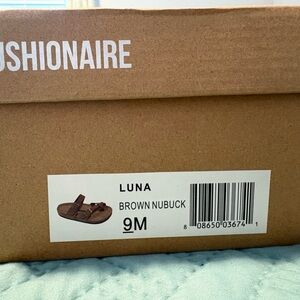 USHIONAIRE
LUNA
BROWN NUBUCK
9M
8 08650 03674 1